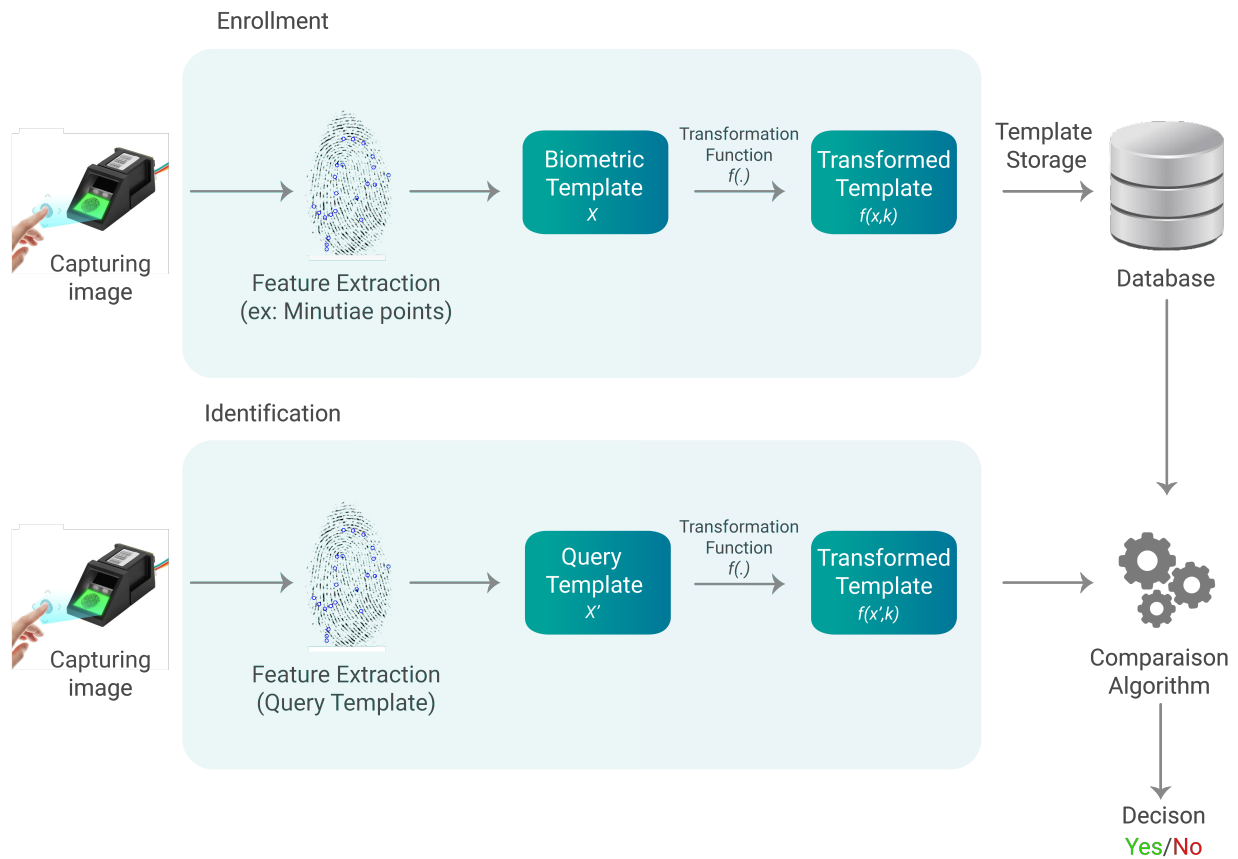 Enrollment
Capturing
image
Feature Extraction
(ex: Minutiae points)
Biometric
Template
X
Transformation
Function
f(.)
Transformed
Template
f(x,k)
Template
Storage
Database
Identification
Capturing
image
Feature Extraction
(Query Template)
Query
Template
X’
Transformation
Function
f(.)
Transformed
Template
f(x’,k)
Comparaison
Algorithm
Decison
Yes/No